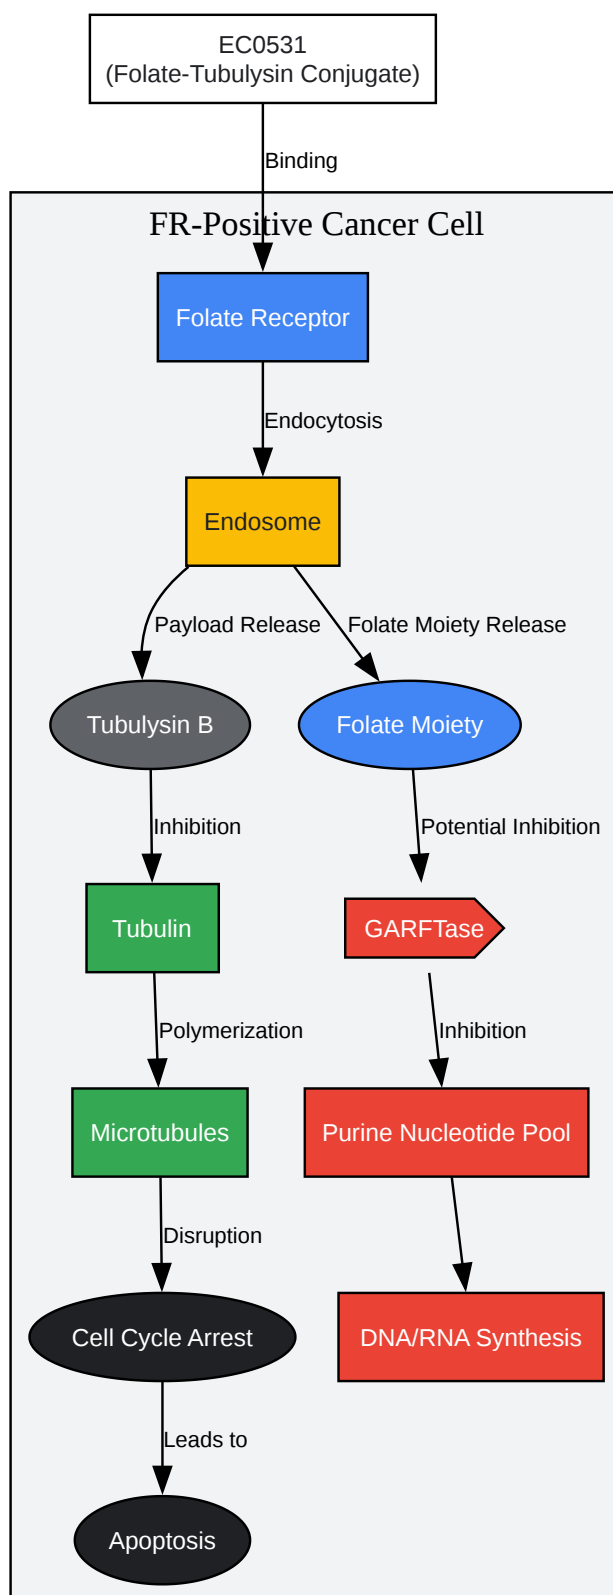 EC0531
(Folate-Tubulysin Conjugate)
Binding
FR-Positive Cancer Cell
Folate Receptor
Endocytosis
Endosome
Payload Release
Folate Moiety Release
Tubulysin B
Folate Moiety
Inhibition
Potential Inhibition
Tubulin
GARFTase
Polymerization
Inhibition
Microtubules
Purine Nucleotide Pool
Disruption
Cell Cycle Arrest
DNA/RNA Synthesis
Leads to
Apoptosis